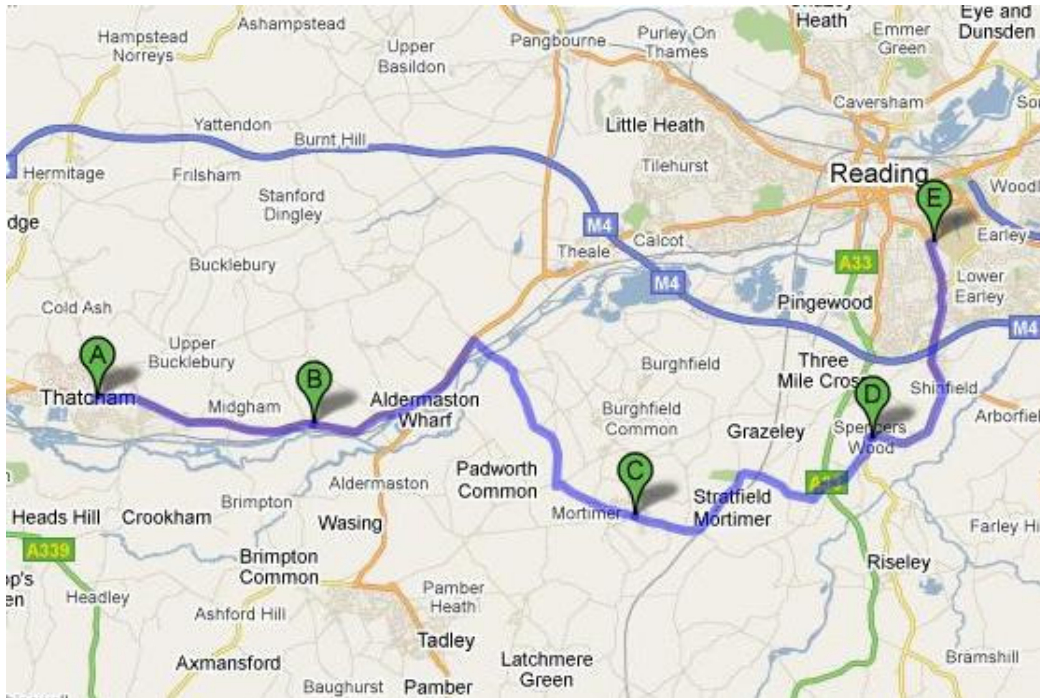 Heath
Eye and
Dunsden
Hampstead
Norreys
Ashampstead
Upper
Basildon
Pangbourne
Purley On
Thames
Emmer
Green
Caversham
Yattendon
Burnt Hill
Little Heath
Tilehurst
Reading
Hermitage
Frilsham
Stanford
Dingley
E
M4
Earley
Theale
Calcot
A33
Bucklebury
M4
Lower
Earley
Pingewood
Cold Ash
M4
Upper
Bucklebury
Burghfield
Three
Mile Cross
A
Thatcham
B
Midgham
Aldermaston
Wharf
Shinfield
D
Burghfield
Common
Grazeley
Spencers
Wood
Padworth
Common
C
Aldermaston
Brimpton
Stratfield
Mortimer
Mortimer
Heads Hill
Crookham
Wasing
A339
Brimpton
Common
Riseley
Headley
Pamber
Heath
Ashford Hill
Tadley
Axmansford
Latchmere
Green
Bramshill
Baughurst
Pamber